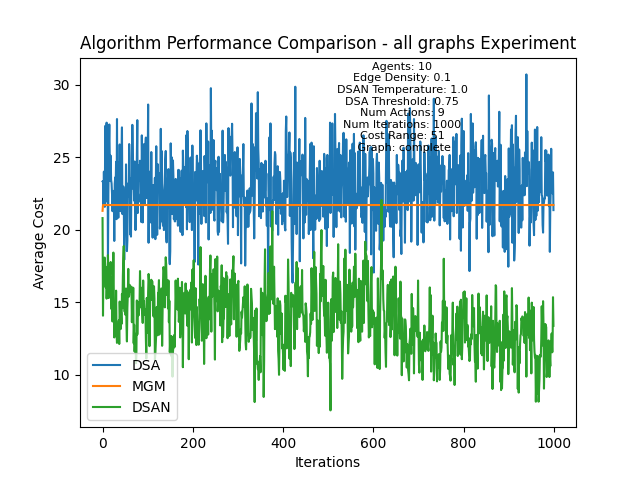 Algorithm Performance Comparison - all graphs Experiment
Agents: 10
Edge Density: 0.1
DSAN Temperature: 1.0
DSA Threshold: 0.75
Num Actions: 9
Num Iterations: 1000
Cost Range: 51
Graph: complete
30
25
20
15
10
Average Cost
DSA
MGM
DSAN
0
200
400
600
800
1000
Iterations